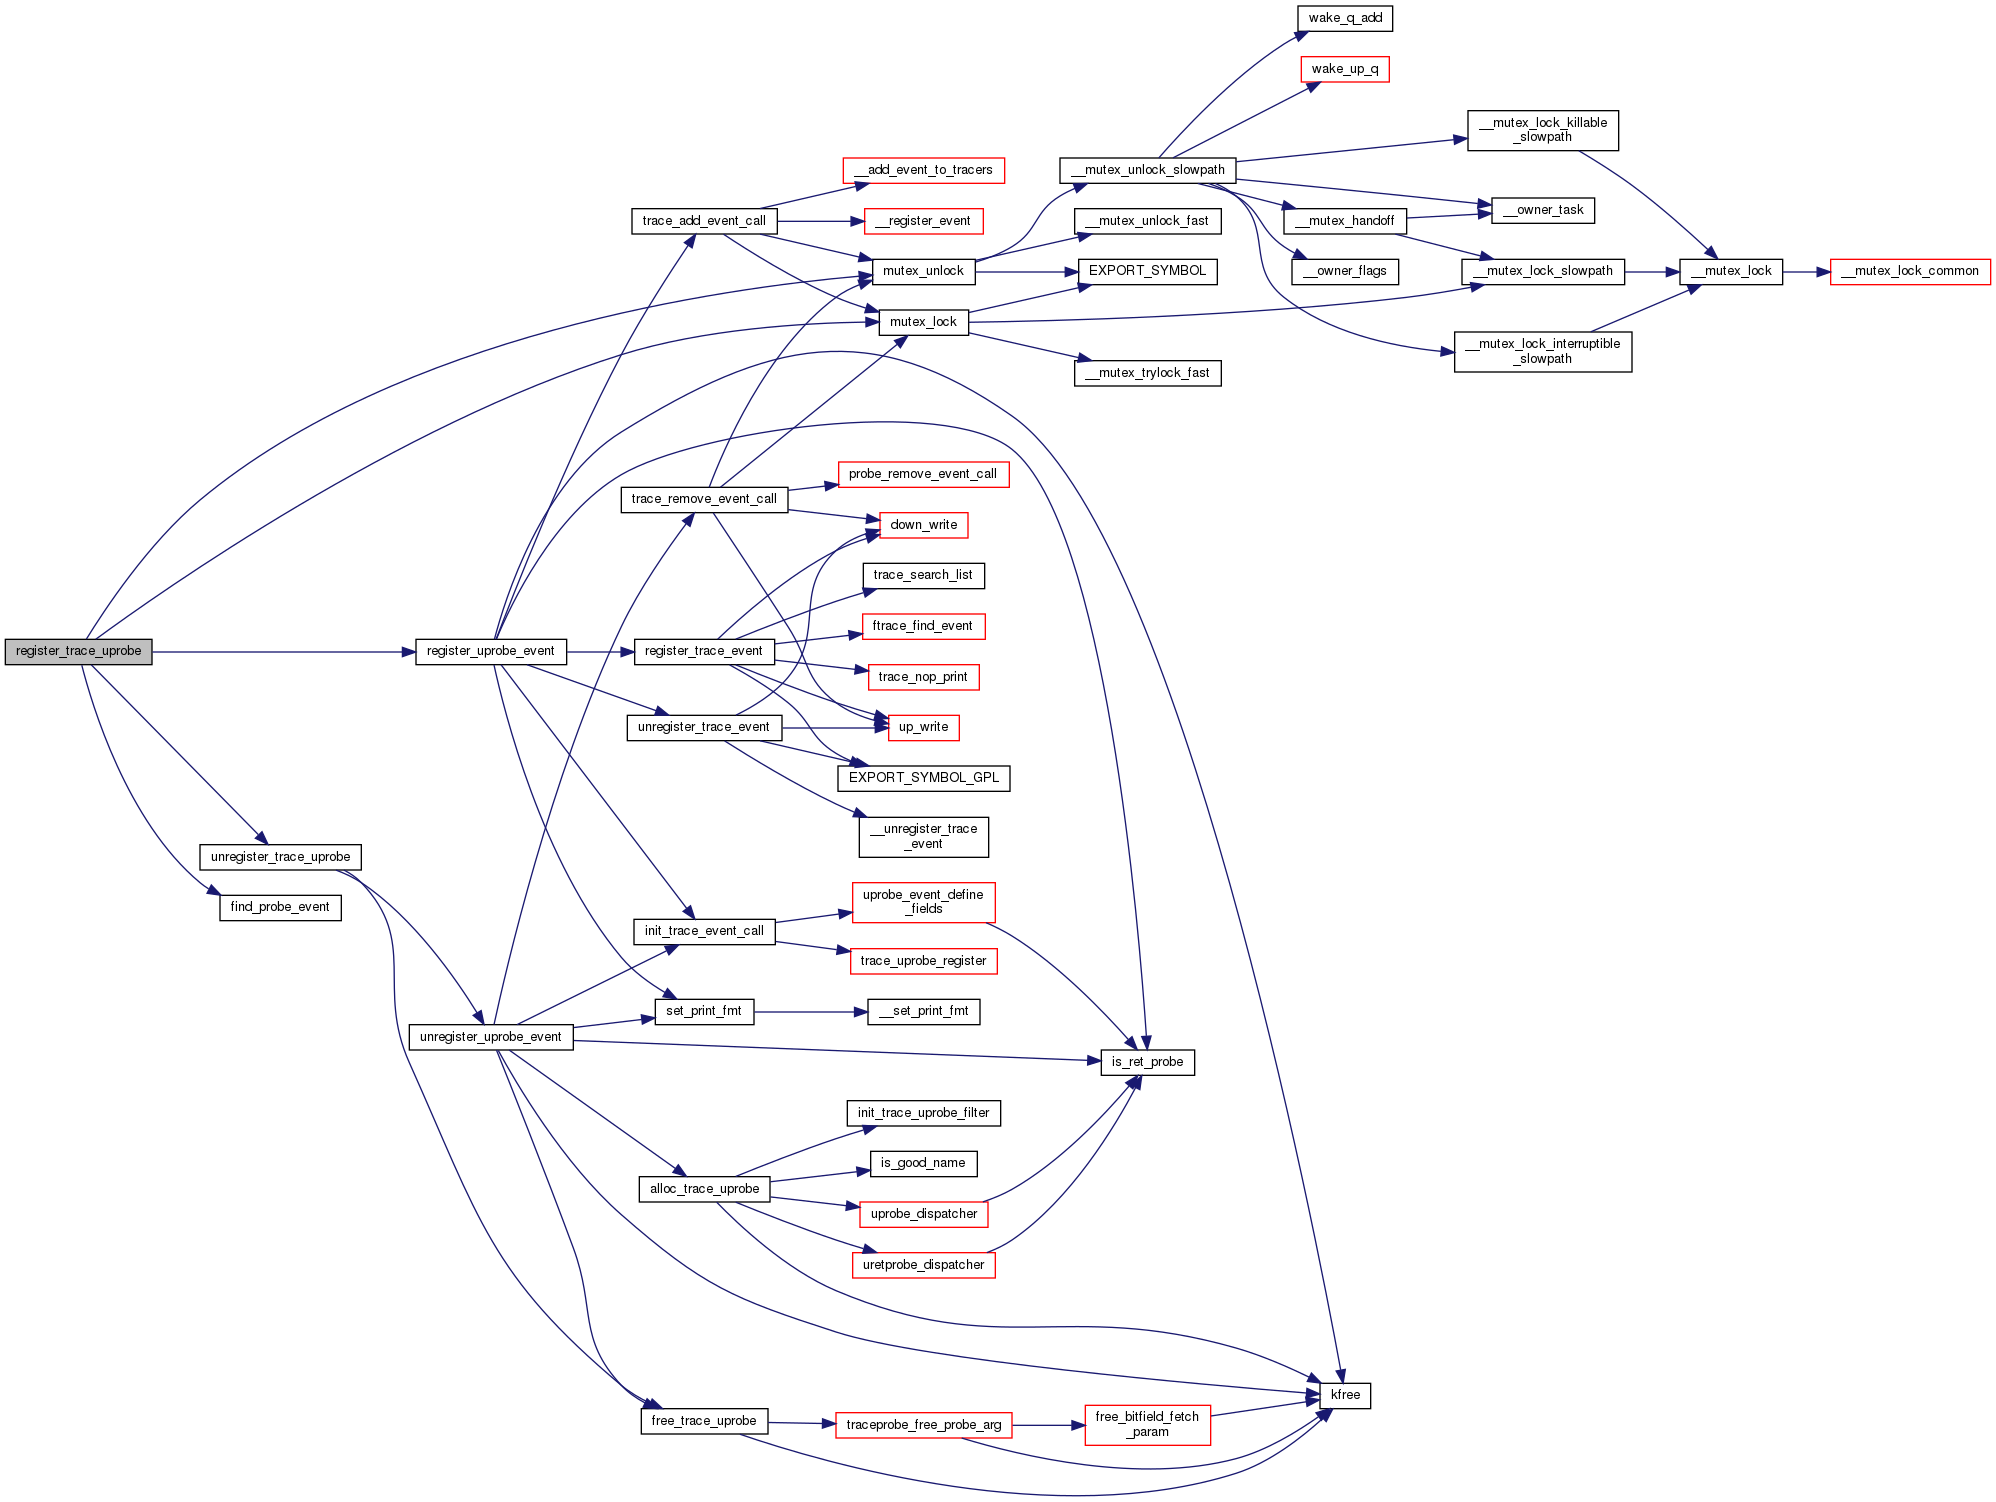 wake_q_add
wake_up_q
__mutex_lock_killable
_slowpath
__add_event_to_tracers
__mutex_unlock_slowpath
__owner_task
trace_add_event_call
__register_event
__mutex_unlock_fast
__mutex_handoff
mutex_unlock
EXPORT_SYMBOL
__owner_flags
__mutex_lock_slowpath
__mutex_lock
__mutex_lock_common
mutex_lock
__mutex_lock_interruptible
_slowpath
__mutex_trylock_fast
probe_remove_event_call
trace_remove_event_call
down_write
trace_search_list
ftrace_find_event
register_trace_uprobe
register_uprobe_event
register_trace_event
trace_nop_print
unregister_trace_event
up_write
EXPORT_SYMBOL_GPL
__unregister_trace
_event
unregister_trace_uprobe
find_probe_event
uprobe_event_define
_fields
init_trace_event_call
trace_uprobe_register
set_print_fmt
__set_print_fmt
unregister_uprobe_event
is_ret_probe
init_trace_uprobe_filter
is_good_name
alloc_trace_uprobe
uprobe_dispatcher
uretprobe_dispatcher
kfree
free_trace_uprobe
traceprobe_free_probe_arg
free_bitfield_fetch
_param